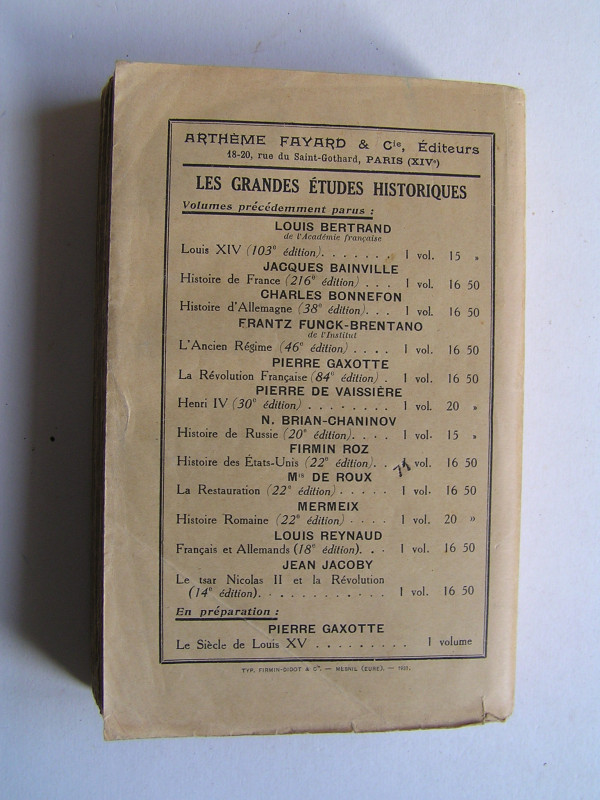 ARTHÈME FAYARD & Cie, Éditeurs
18-20, rue du Saint-Gothard, PARIS (XIVe)
LES GRANDES ÉTUDES HISTORIQUES
Volumes précédemment parus :
LOUIS BERTRAND
de l'Académie française
Louis XIV (103e édition). . . . . . . 1 vol. 15 »
JACQUES BAINVILLE
Histoire de France (216e édition) . . . 1 vol. 16 50
CHARLES BONNEFON
Histoire d'Allemagne (38e édition). . . 1 vol. 16 50
FRANTZ FUNCK-BRENTANO
de l'Institut
L'Ancien Régime (46e édition) . . . . 1 vol. 16 50
PIERRE GAXOTTE
La Révolution Française (84e édition) . 1 vol. 16 50
PIERRE DE VAISSIÈRE
Henri IV (30e édition) . . . . . . . . 1 vol. 20 »
N. BRIAN-CHANINOV
Histoire de Russie (20e édition). . . . 1 vol. 15 »
FIRMIN ROZ
Histoire des États-Unis (22e édition). . 1 vol. 16 50
Mis DE ROUX
La Restauration (22e édition) . . . . . 1 vol. 16 50
MERMEIX
Histoire Romaine (22e édition) . . . . 1 vol. 20 »
LOUIS REYNAUD
Français et Allemands (18e édition). . . 1 vol. 16 50
JEAN JACOBY
Le tsar Nicolas II et la Révolution
(14e édition). . . . . . . . . . . . 1 vol. 16 50
En préparation :
PIERRE GAXOTTE
Le Siècle de Louis XV . . . . . . . . . 1 volume
TYP. FIRMIN-DIDOT & Cie. — MESNIL (EURE). —